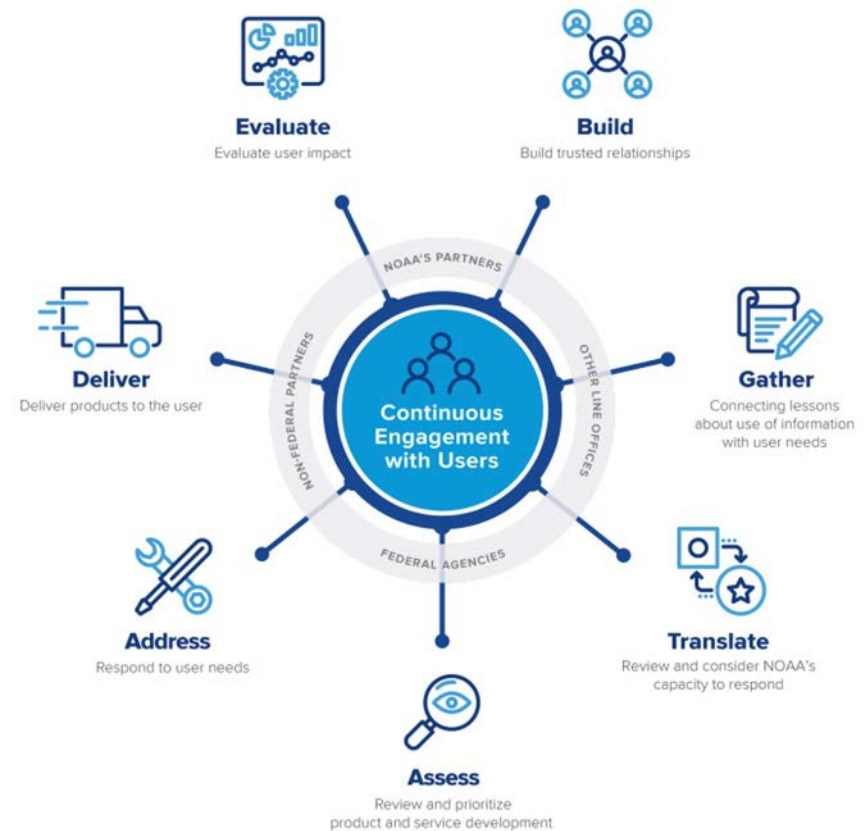 Evaluate
Evaluate user impact
Build
Build trusted relationships
NOAA'S PARTNERS
OTHER LINE OFFICES
FEDERAL AGENCIES
NON-FEDERAL PARTNERS
Continuous
Engagement
with Users
Gather
Connecting lessons
about use of information
with user needs
Translate
Review and consider NOAA's
capacity to respond
Assess
Review and prioritize
product and service development
Address
Respond to user needs
Deliver
Deliver products to the user